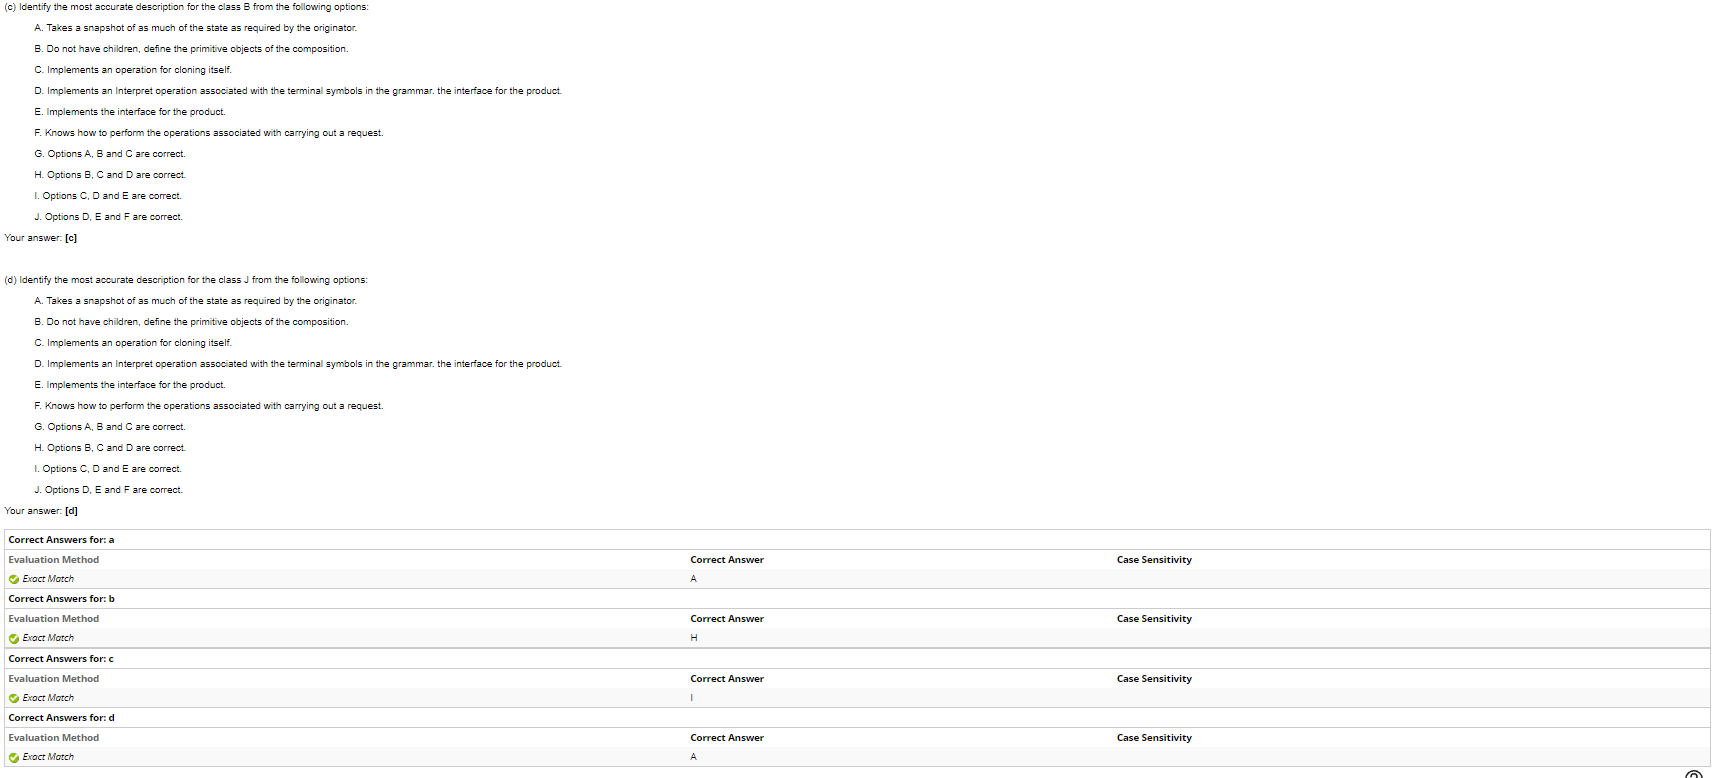 (c) Identify the most accurate description for the class B from the following options:
A. Takes a snapshot of as much of the state as required by the originator.
B. Do not have children, define the primitive objects of the composition.
C. Implements an operation for cloning itself.
D. Implements an Interpret operation associated with the terminal symbols in the grammar. the interface for the product.
E. Implements the interface for the product.
F. Knows how to perform the operations associated with carrying out a request.
G. Options A, B and C are correct.
H. Options B, C and D are correct.
I. Options C, D and E are correct.
J. Options D, E and F are correct.
Your answer: [c]
(d) Identify the most accurate description for the class J from the following options:
A. Takes a snapshot of as much of the state as required by the originator.
B. Do not have children, define the primitive objects of the composition.
C. Implements an operation for cloning itself.
D. Implements an Interpret operation associated with the terminal symbols in the grammar. the interface for the product.
E. Implements the interface for the product.
F. Knows how to perform the operations associated with carrying out a request.
G. Options A, B and C are correct.
H. Options B, C and D are correct.
I. Options C, D and E are correct.
J. Options D, E and F are correct.
Your answer: [d]
Correct Answers for: a
Evaluation Method Correct Answer Case Sensitivity
Exact Match A
Correct Answers for: b
Evaluation Method Correct Answer Case Sensitivity
Exact Match H
Correct Answers for: c
Evaluation Method Correct Answer Case Sensitivity
Exact Match I
Correct Answers for: d
Evaluation Method Correct Answer Case Sensitivity
Exact Match A